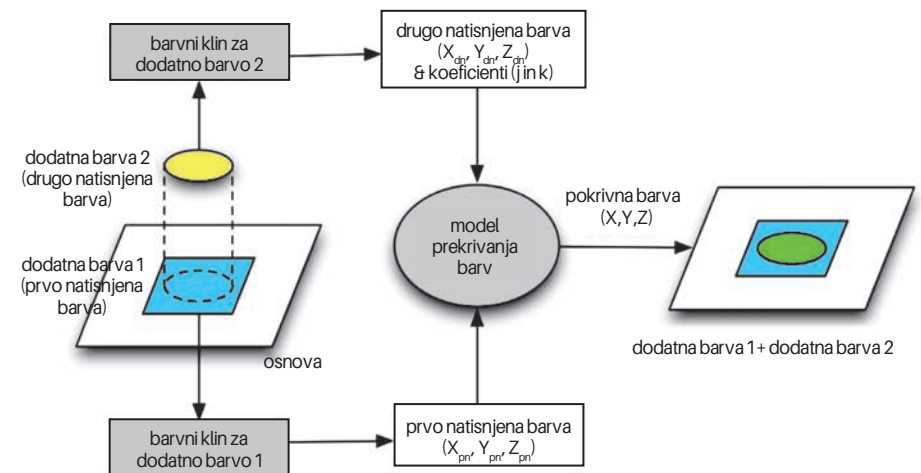 barvni klin za
dodatno barvo 2
drugo natisnjena barva
(X_dn, Y_dn, Z_dn)
& koeficienti (j in k)
dodatna barva 2
(drugo natisnjena
barva)
dodatna barva 1
(prvo natisnjena
barva)
osnova
model
prekrivanja
barv
pokrivna barva
(X,Y,Z)
dodatna barva 1 + dodatna barva 2
barvni klin za
dodatno barvo 1
prvo natisnjena barva
(X_pn, Y_pn, Z_pn)